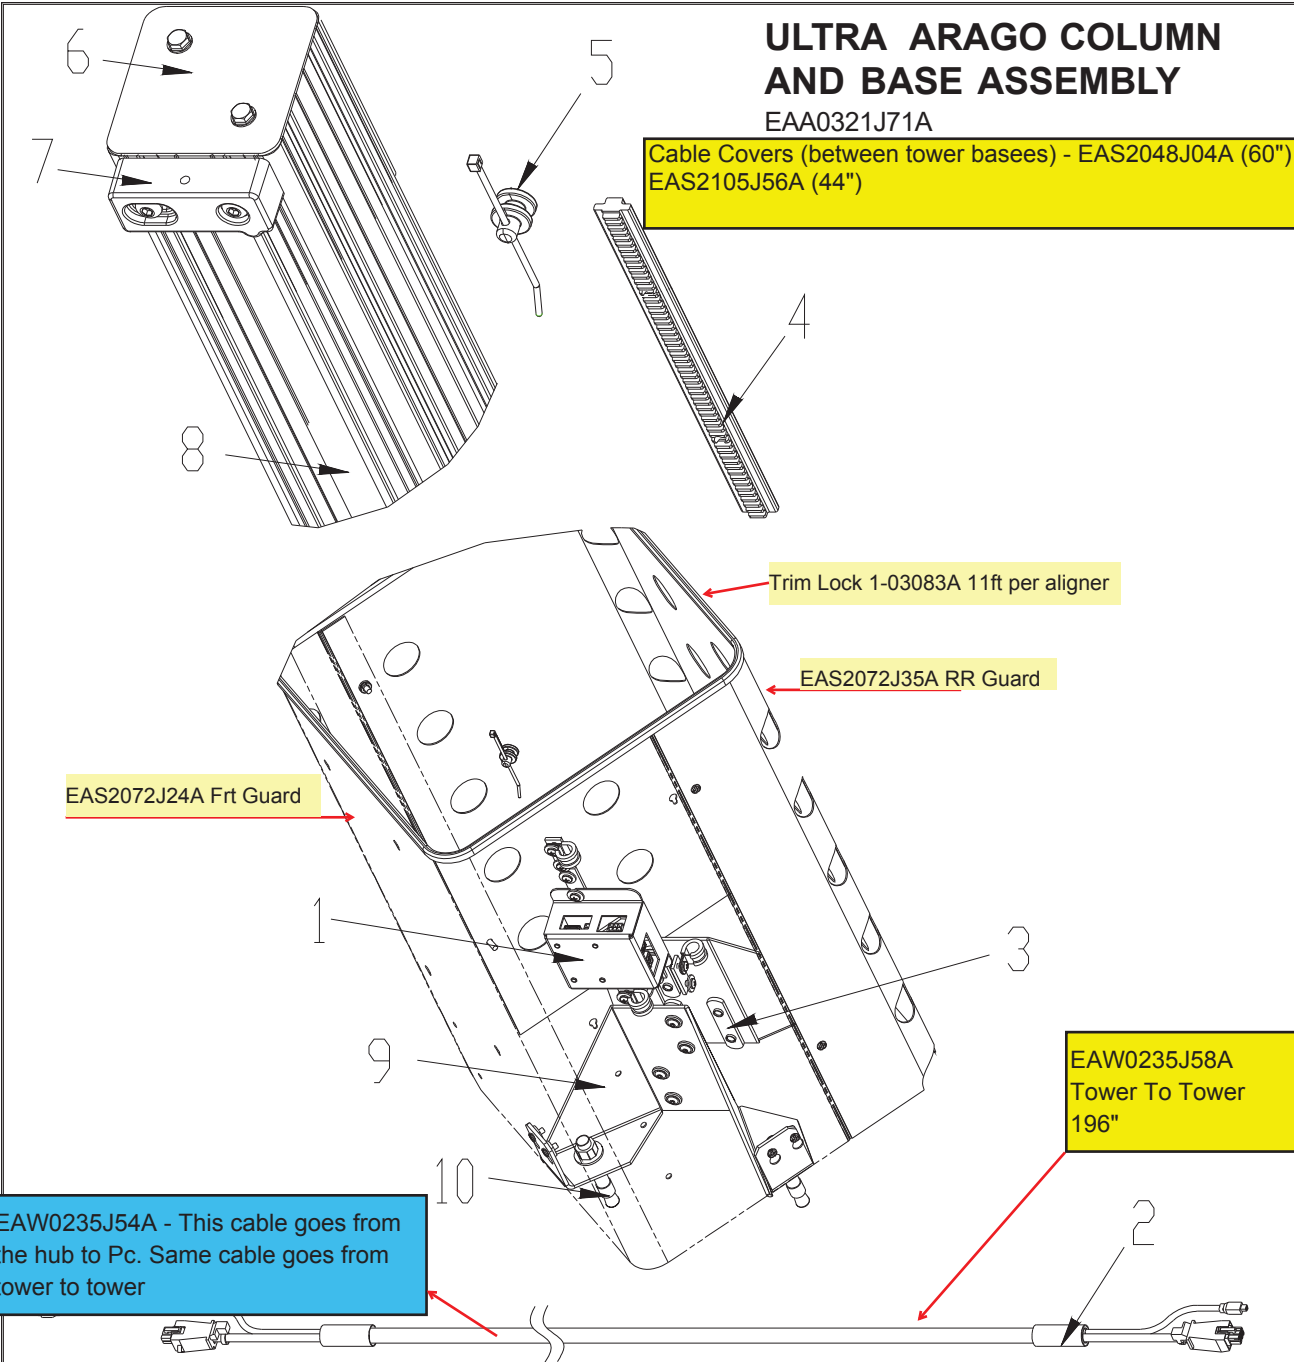 ULTRA ARAGO COLUMN
AND BASE ASSEMBLY
EAA0321J71A
Cable Covers (between tower basees) - EAS2048J04A (60")
EAS2105J56A (44")
6
5
7
4
8
Trim Lock 1-03083A 11ft per aligner
EAS2072J35A RR Guard
EAS2072J24A Frt Guard
1
3
9
EAW0235J58A
Tower To Tower
196"
10
EAW0235J54A - This cable goes from
the hub to Pc. Same cable goes from
tower to tower
2